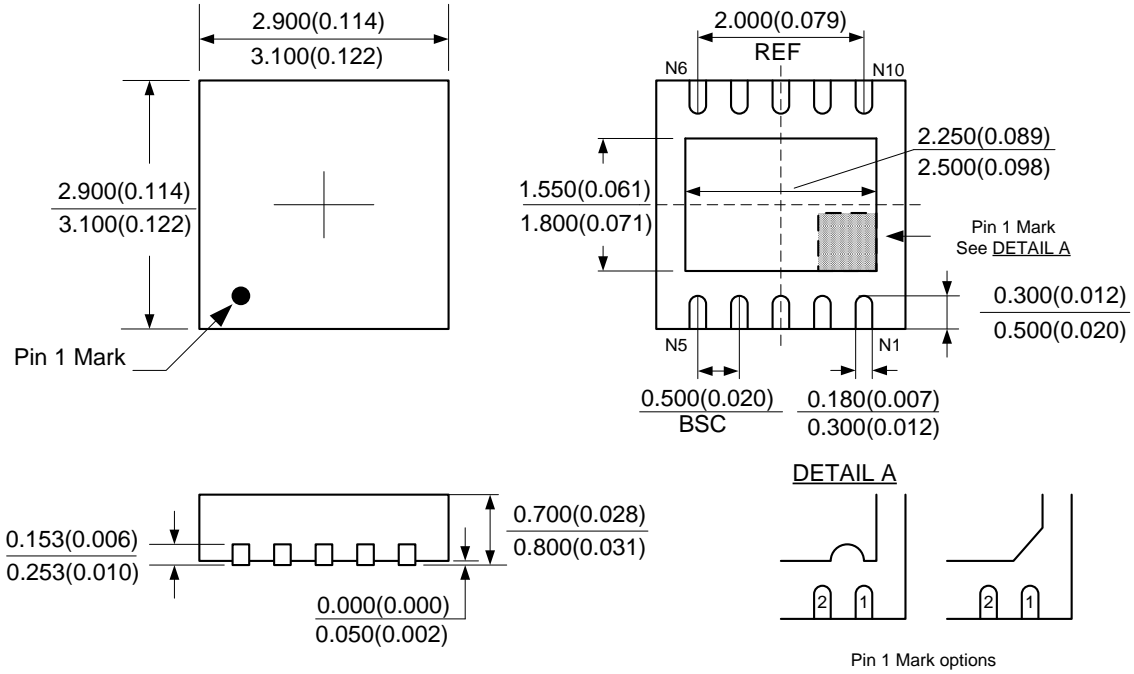 2.900(0.114)
3.100(0.122)
2.900(0.114)
3.100(0.122)
Pin 1 Mark
2.000(0.079)
REF
N6
N10
2.250(0.089)
2.500(0.098)
1.550(0.061)
1.800(0.071)
Pin 1 Mark
See DETAIL A
0.300(0.012)
0.500(0.020)
N5
N1
0.500(0.020)
BSC
0.180(0.007)
0.300(0.012)
0.153(0.006)
0.253(0.010)
0.700(0.028)
0.800(0.031)
0.000(0.000)
0.050(0.002)
DETAIL A
2 1
2 1
Pin 1 Mark options